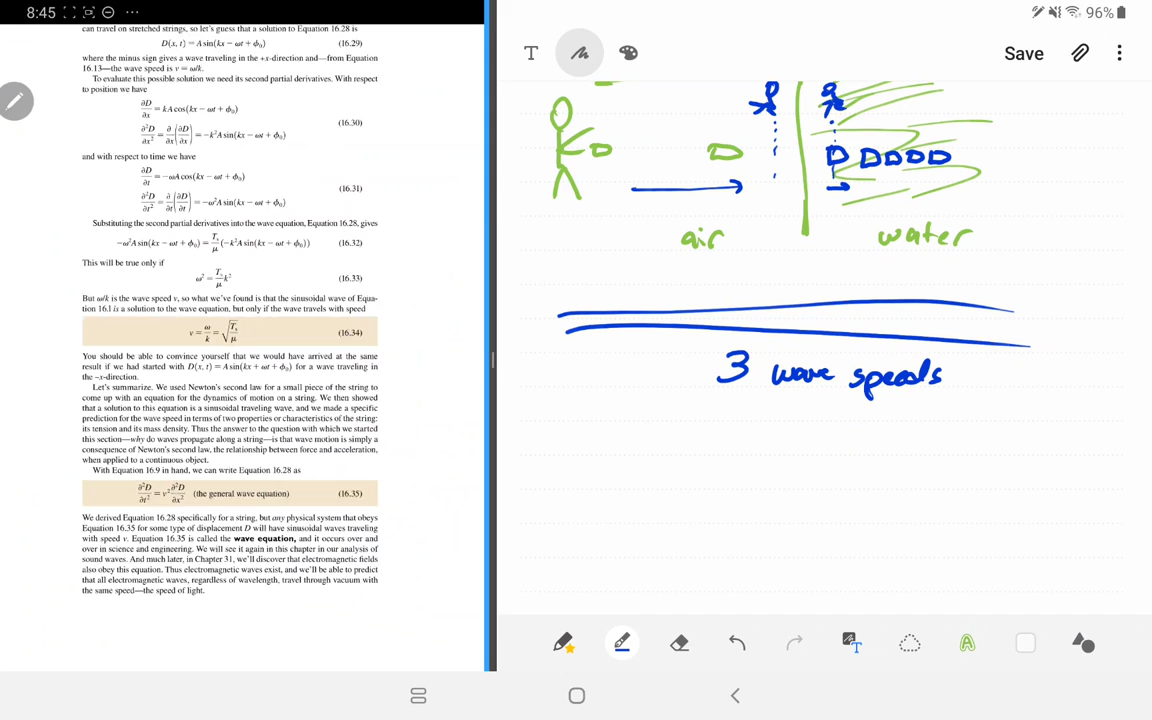 8:45
96%
can travel on stretched strings, so let's guess that a solution to Equation 16.28 is
D(x, t) = A sin(kx − ωt + ϕ₀) (16.29)
where the minus sign gives a wave traveling in the +x-direction and—from Equation
16.13—the wave speed is v = ω/k.
To evaluate this possible solution we need its second partial derivatives. With respect
to position we have
∂D/∂x = kA cos(kx − ωt + ϕ₀)
∂²D/∂x² = ∂/∂x (∂D/∂x) = −k²A sin(kx − ωt + ϕ₀) (16.30)
and with respect to time we have
∂D/∂t = −ωA cos(kx − ωt + ϕ₀)
∂²D/∂t² = ∂/∂t (∂D/∂t) = −ω²A sin(kx − ωt + ϕ₀) (16.31)
Substituting the second partial derivatives into the wave equation, Equation 16.28, gives
−ω²A sin(kx − ωt + ϕ₀) = Tₛ/μ (−k²A sin(kx − ωt + ϕ₀)) (16.32)
This will be true only if
ω² = Tₛ/μ k² (16.33)
But ω/k is the wave speed v, so what we've found is that the sinusoidal wave of Equa-
tion 16.1 is a solution to the wave equation, but only if the wave travels with speed
v = ω/k = √(Tₛ/μ) (16.34)
You should be able to convince yourself that we would have arrived at the same
result if we had started with D(x, t) = A sin(kx + ωt + ϕ₀) for a wave traveling in
the −x-direction.
Let's summarize. We used Newton's second law for a small piece of the string to
come up with an equation for the dynamics of motion on a string. We then showed
that a solution to this equation is a sinusoidal traveling wave, and we made a specific
prediction for the wave speed in terms of two properties or characteristics of the string:
its tension and its mass density. Thus the answer to the question with which we started
this section—why do waves propagate along a string—is that wave motion is simply a
consequence of Newton's second law, the relationship between force and acceleration,
when applied to a continuous object.
With Equation 16.9 in hand, we can write Equation 16.28 as
∂²D/∂t² = v² ∂²D/∂x² (the general wave equation) (16.35)
We derived Equation 16.28 specifically for a string, but any physical system that obeys
Equation 16.35 for some type of displacement D will have sinusoidal waves traveling
with speed v. Equation 16.35 is called the wave equation, and it occurs over and
over in science and engineering. We will see it again in this chapter in our analysis of
sound waves. And much later, in Chapter 31, we'll discover that electromagnetic fields
also obey this equation. Thus electromagnetic waves exist, and we'll be able to predict
that all electromagnetic waves, regardless of wavelength, travel through vacuum with
the same speed—the speed of light.
T
Save
air water
3 wave speeds
T
A